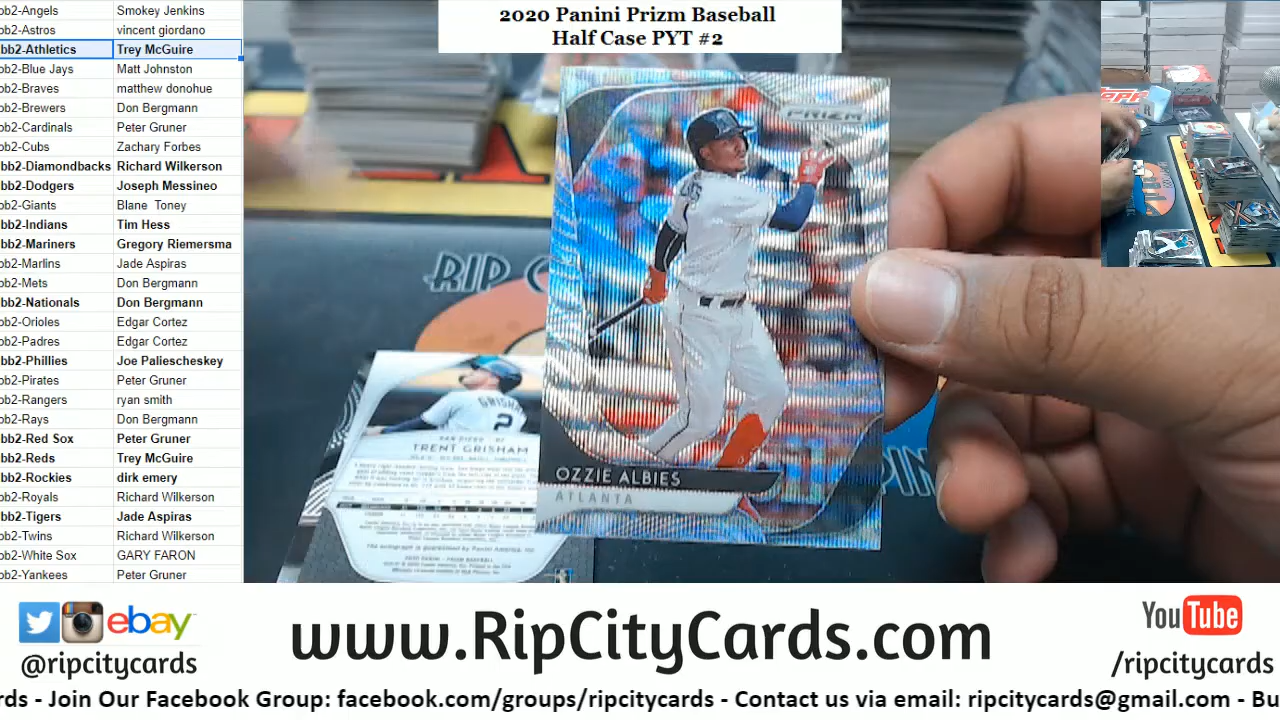 bb2-Angels Smokey Jenkins
bb2-Astros vincent giordano
bb2-Athletics Trey McGuire
bb2-Blue Jays Matt Johnston
bb2-Braves matthew donohue
bb2-Brewers Don Bergmann
bb2-Cardinals Peter Gruner
bb2-Cubs Zachary Forbes
bb2-Diamondbacks Richard Wilkerson
bb2-Dodgers Joseph Messineo
bb2-Giants Blane Toney
bb2-Indians Tim Hess
bb2-Mariners Gregory Riemersma
bb2-Marlins Jade Aspiras
bb2-Mets Don Bergmann
bb2-Nationals Don Bergmann
bb2-Orioles Edgar Cortez
bb2-Padres Edgar Cortez
bb2-Phillies Joe Paliescheskey
bb2-Pirates Peter Gruner
bb2-Rangers ryan smith
bb2-Rays Don Bergmann
bb2-Red Sox Peter Gruner
bb2-Reds Trey McGuire
bb2-Rockies dirk emery
bb2-Royals Richard Wilkerson
bb2-Tigers Jade Aspiras
bb2-Twins Richard Wilkerson
bb2-White Sox GARY FARON
bb2-Yankees Peter Gruner
2020 Panini Prizm Baseball
Half Case PYT #2
PRIZM
RIP
OZZIE ALBIES
ATLANTA
GRISHAM
2
TRENT GRISHAM
ebay
@ripcitycards
www.RipCityCards.com
YouTube
/ripcitycards
rds - Join Our Facebook Group: facebook.com/groups/ripcitycards - Contact us via email: ripcitycards@gmail.com - Bu